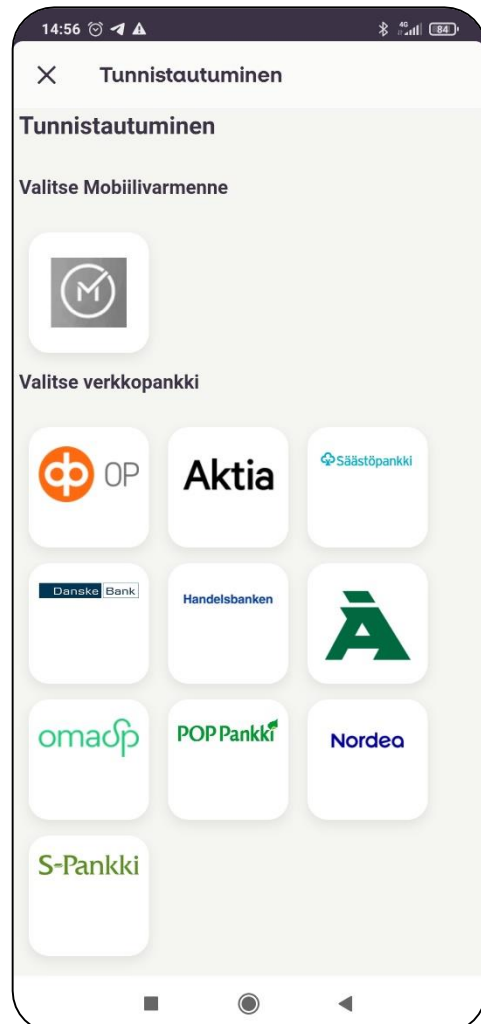 14:56
4G
84
Tunnistautuminen
Tunnistautuminen
Valitse Mobiilivarmenne
M
Valitse verkkopankki
OP
Aktia
Säästöpankki
Danske Bank
Handelsbanken
Å
omasp
POP Pankki
Nordea
S-Pankki